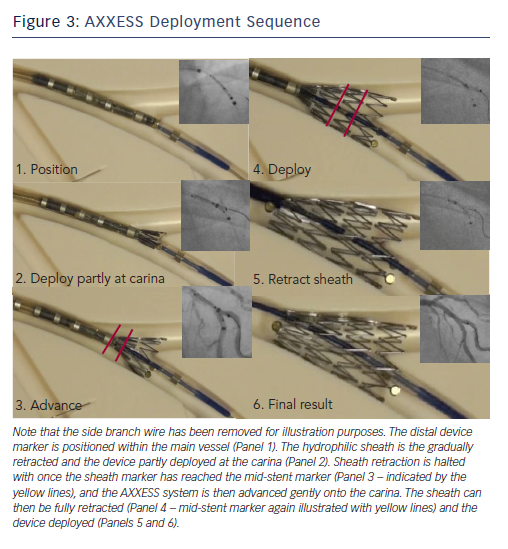 Figure 3: AXXESS Deployment Sequence
1. Position
4. Deploy
2. Deploy partly at carina
5. Retract sheath
3. Advance
6. Final result
Note that the side branch wire has been removed for illustration purposes. The distal device
marker is positioned within the main vessel (Panel 1). The hydrophilic sheath is the gradually
retracted and the device partly deployed at the carina (Panel 2). Sheath retraction is halted
with once the sheath marker has reached the mid-stent marker (Panel 3 – indicated by the
yellow lines), and the AXXESS system is then advanced gently onto the carina. The sheath can
then be fully retracted (Panel 4 – mid-stent marker again illustrated with yellow lines) and the
device deployed (Panels 5 and 6).